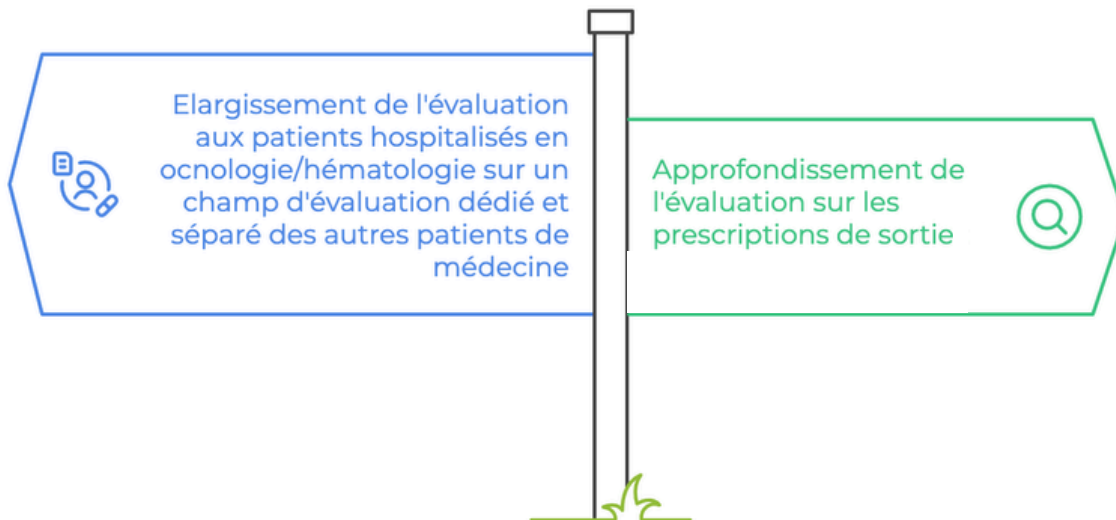 Elargissement de l'évaluation
aux patients hospitalisés en
ocnologie/hématologie sur un
champ d'évaluation dédié et
séparé des autres patients de
médecine
Approfondissement de
l'évaluation sur les
prescriptions de sortie